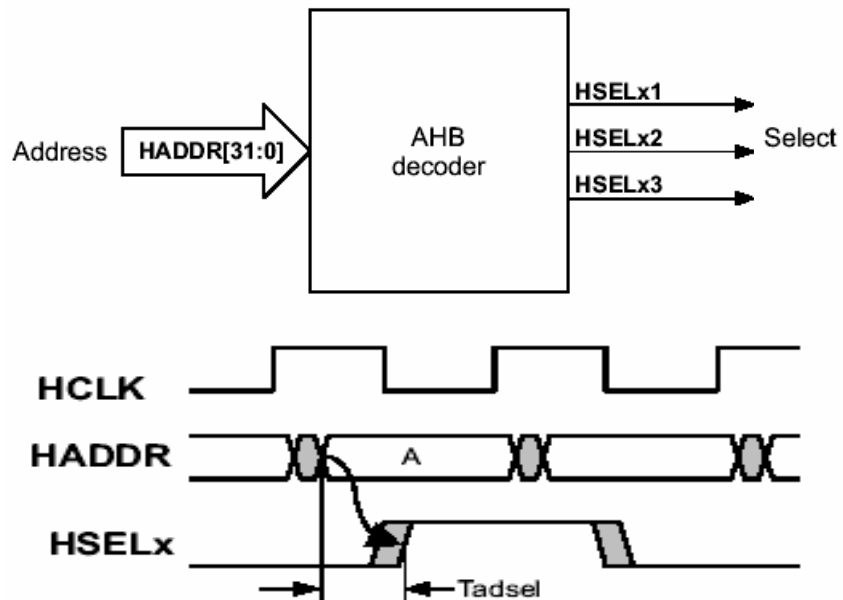 HSELx1
Address
HADDR[31:0]
AHB
decoder
HSELx2
Select
HSELx3
HCLK
HADDR
A
HSELx
Tadsel